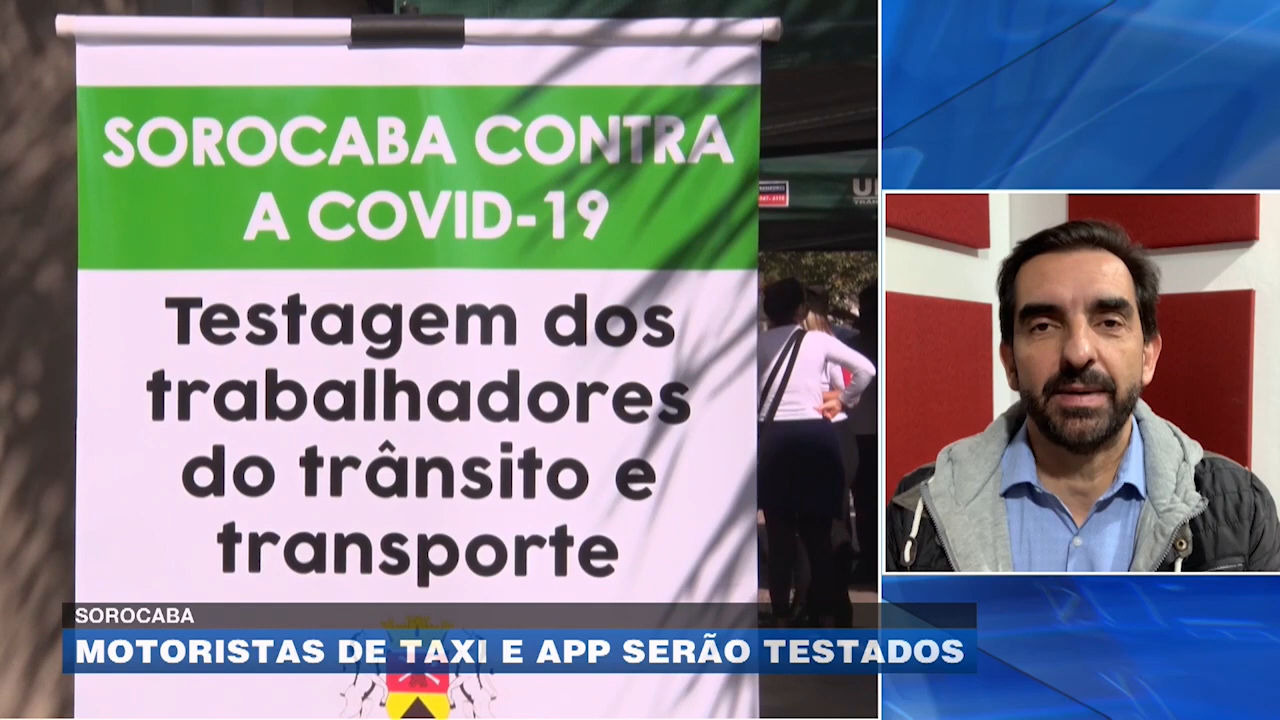 SOROCABA CONTRA
A COVID-19
Testagem dos
trabalhadores
do trânsito e
transporte
SOROCABA
MOTORISTAS DE TAXI E APP SERÃO TESTADOS